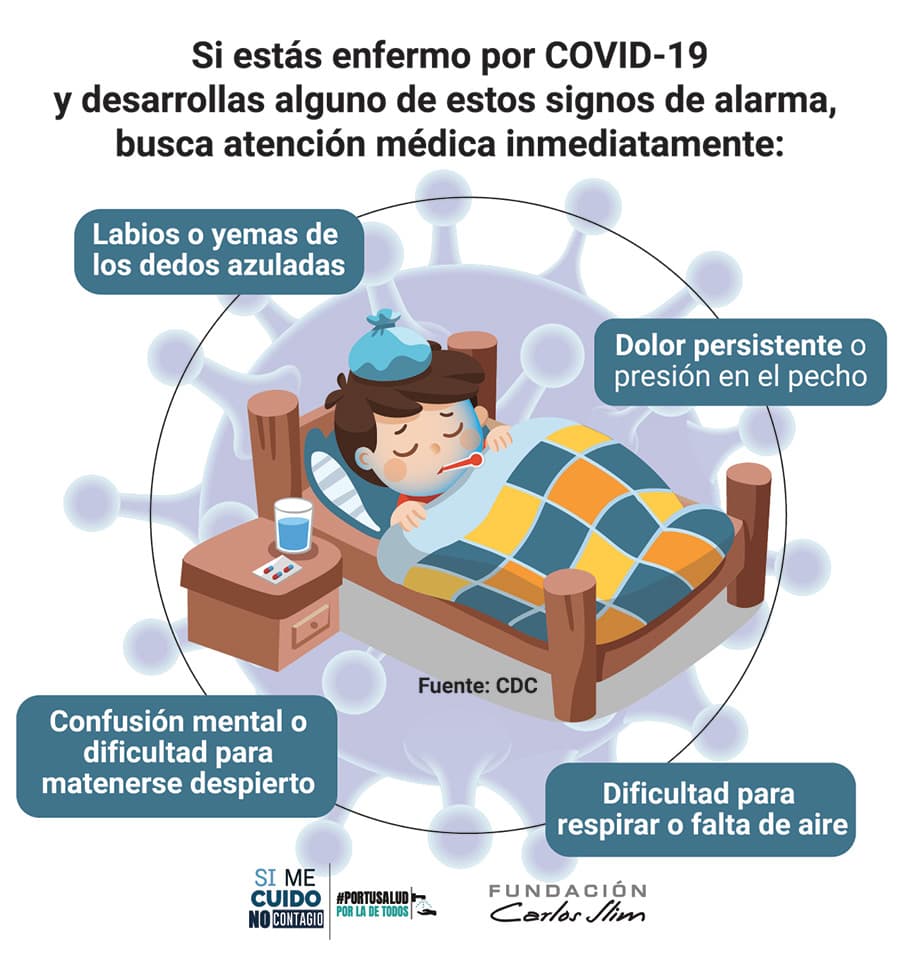 Si estás enfermo por COVID-19
y desarrollas alguno de estos signos de alarma,
busca atención médica inmediatamente:
Labios o yemas de
los dedos azuladas
Dolor persistente o
presión en el pecho
Fuente: CDC
Confusión mental o
dificultad para
matenerse despierto
Dificultad para
respirar o falta de aire
SI ME
CUIDO
NO CONTAGIO
#PORTUSALUD
POR LA DE TODOS
FUNDACIÓN
Carlos Slim